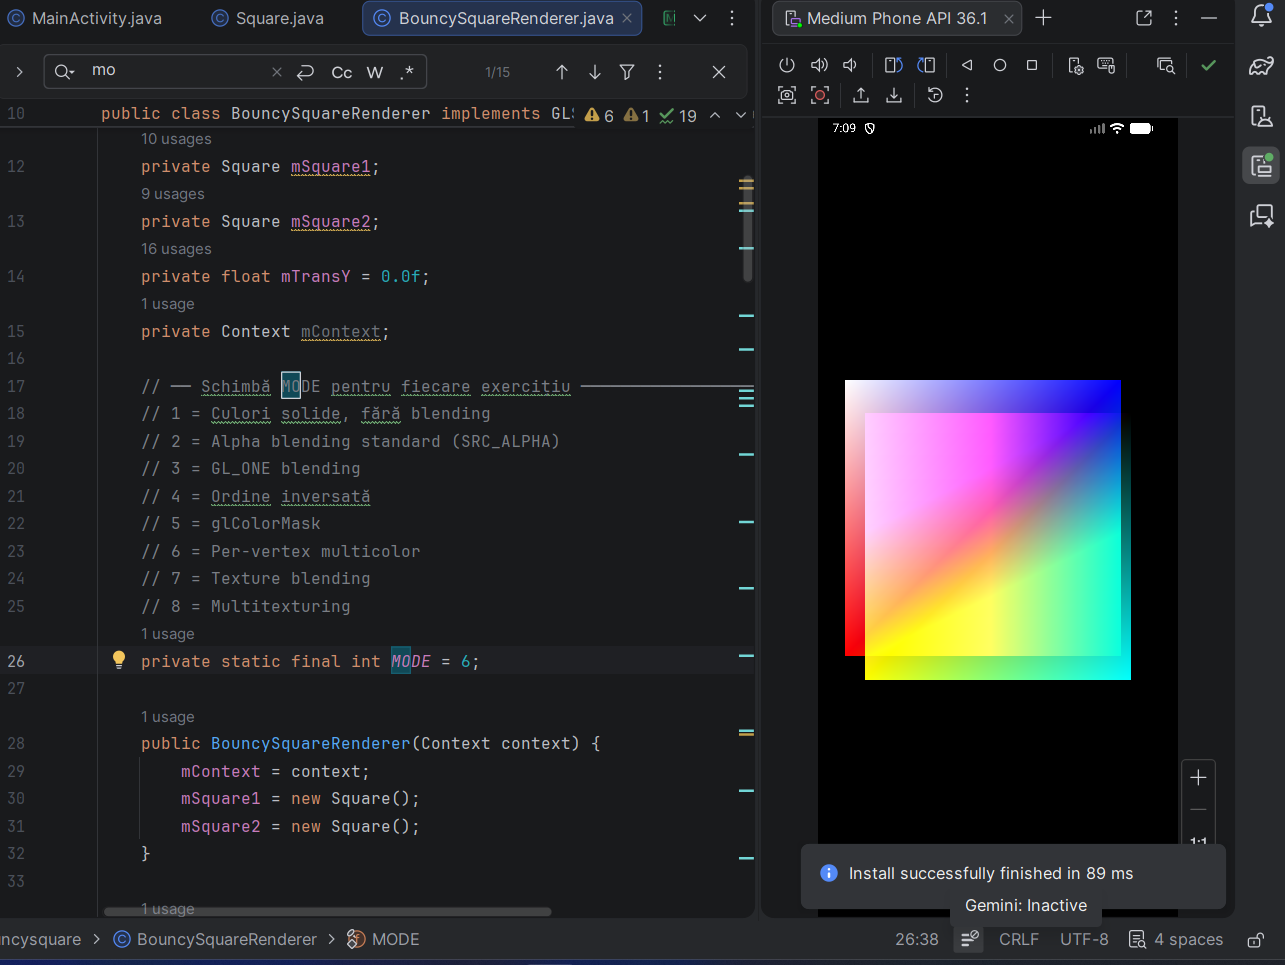 MainActivity.java Square.java BouncySquareRenderer.java
Medium Phone API 36.1
mo Cc W .* 1/15
10 public class BouncySquareRenderer implements GLS 6 1 19
10 usages
12 private Square mSquare1;
9 usages
13 private Square mSquare2;
16 usages
14 private float mTransY = 0.0f;
1 usage
15 private Context mContext;
16
17 // —— Schimbă MODE pentru fiecare exercițiu ——
18 // 1 = Culori solide, fără blending
19 // 2 = Alpha blending standard (SRC_ALPHA)
20 // 3 = GL_ONE blending
21 // 4 = Ordine inversată
22 // 5 = glColorMask
23 // 6 = Per-vertex multicolor
24 // 7 = Texture blending
25 // 8 = Multitexturing
1 usage
26 private static final int MODE = 6;
27
1 usage
28 public BouncySquareRenderer(Context context) {
29 mContext = context;
30 mSquare1 = new Square();
31 mSquare2 = new Square();
32 }
33
1 usage
7:09
1:1
Install successfully finished in 89 ms
Gemini: Inactive
ncysquare > BouncySquareRenderer > MODE
26:38 CRLF UTF-8 4 spaces